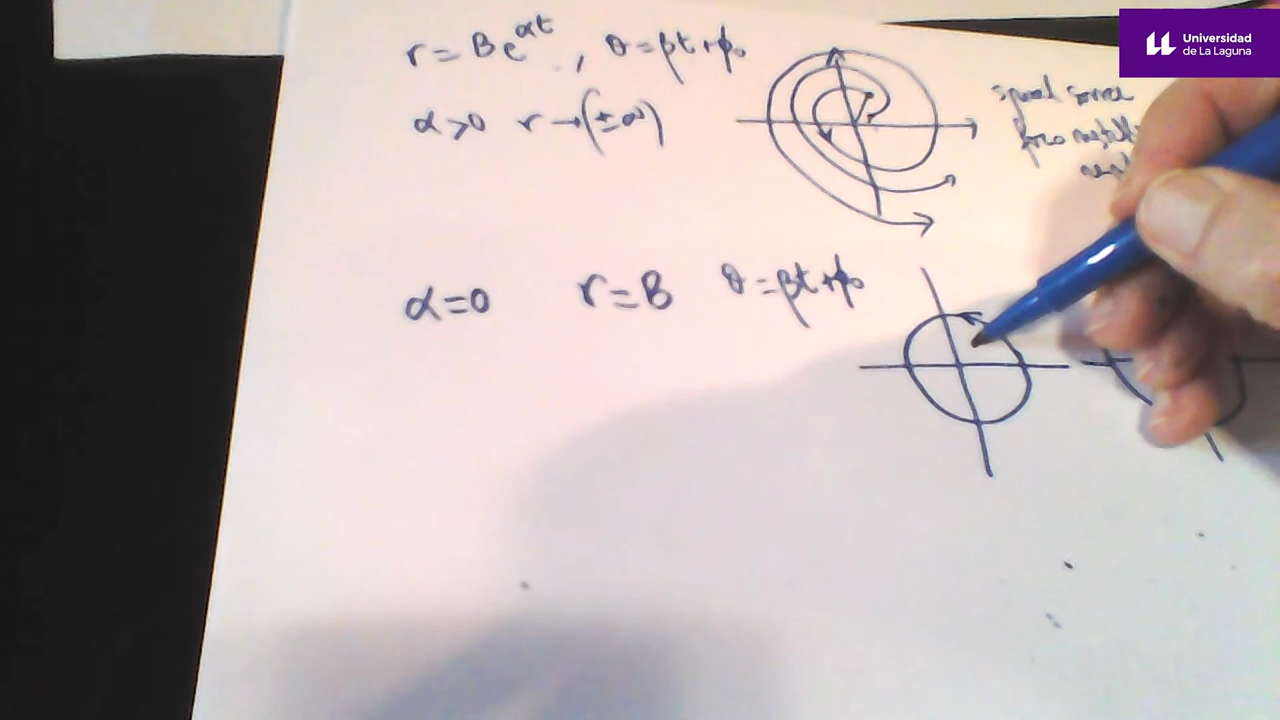 r = Be^αt , θ = βt + φ₀
α > 0 r → (±∞)
α = 0 r = B θ = βt + φ₀
Universidad
de La Laguna